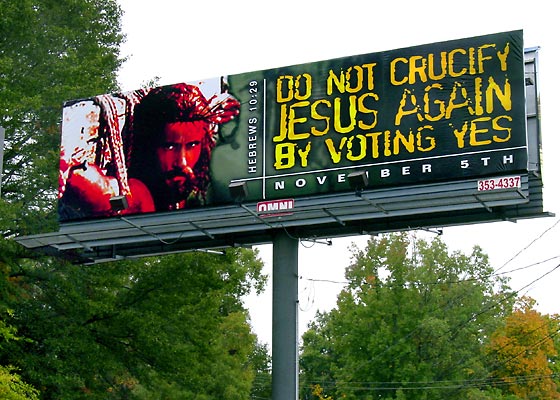 HEBREWS 10:29
DO NOT CRUCIFY
JESUS AGAIN
BY VOTING YES
NOVEMBER 5TH
353-4337
OMNI